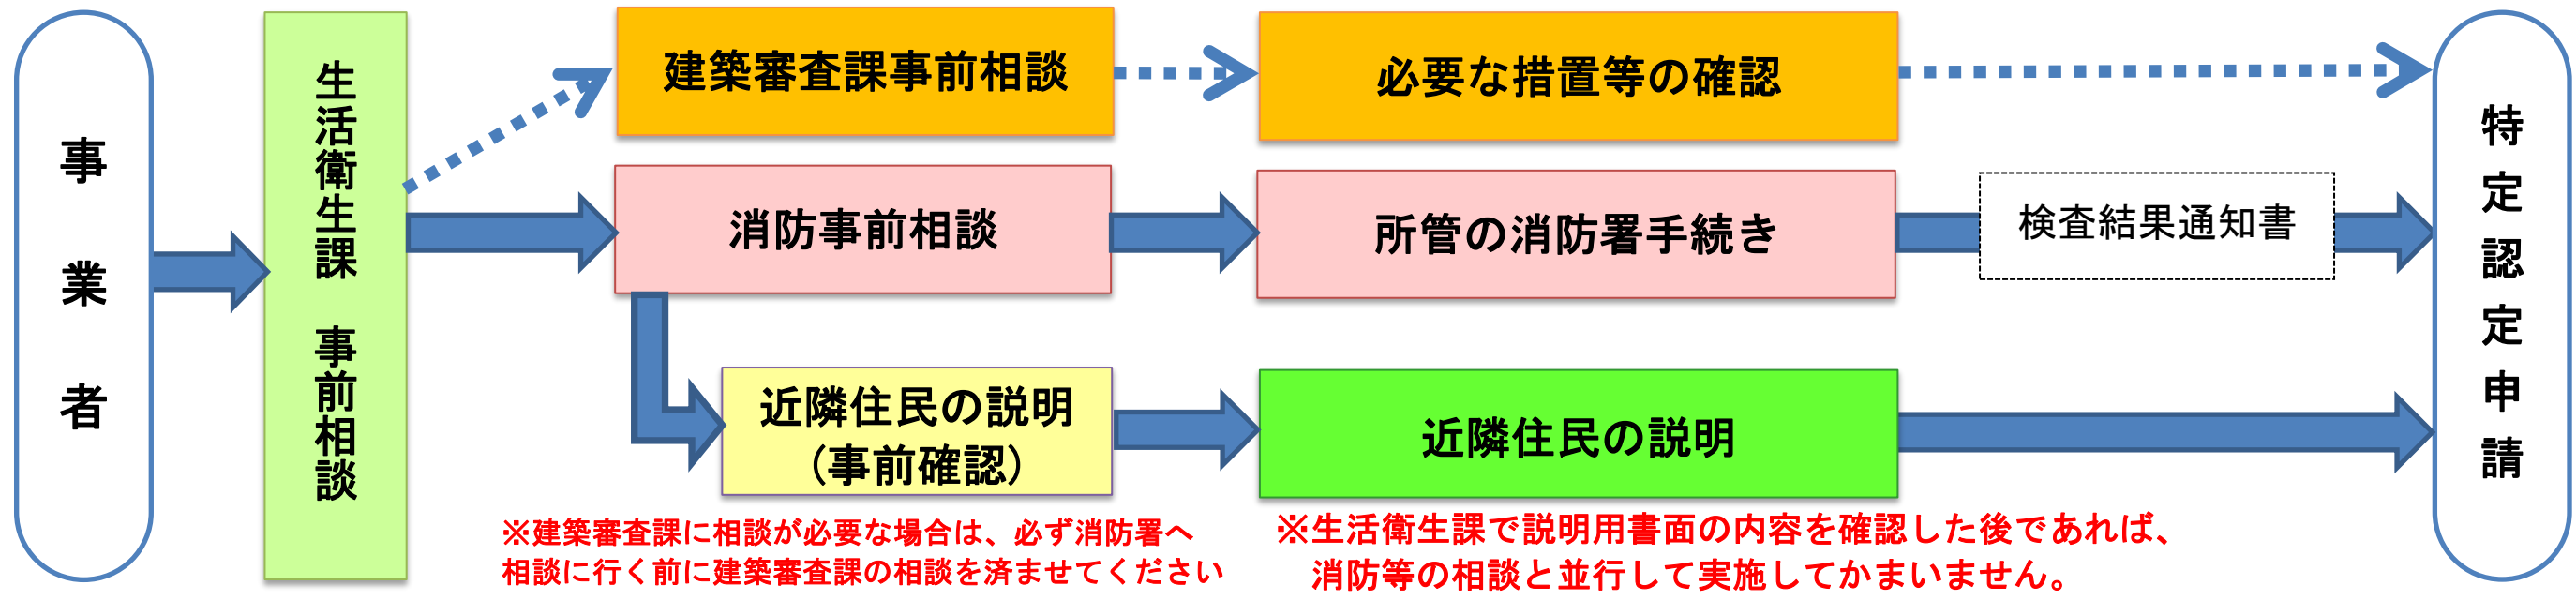 事業者
生活衛生課　事前相談
建築審査課事前相談
必要な措置等の確認
消防事前相談
所管の消防署手続き
検査結果通知書
近隣住民の説明
（事前確認）
近隣住民の説明
特定認定申請
※建築審査課に相談が必要な場合は、必ず消防署へ
相談に行く前に建築審査課の相談を済ませてください
※生活衛生課で説明用書面の内容を確認した後であれば、
消防等の相談と並行して実施してかまいません。